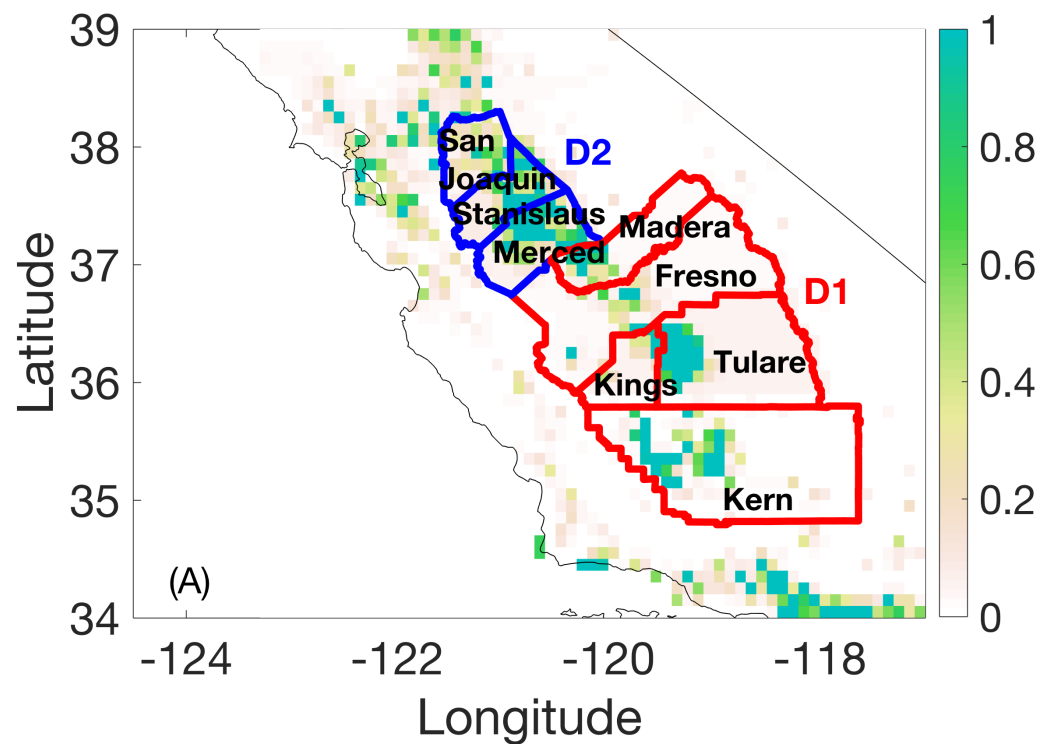 39
38
37
36
35
34
Latitude
-124
-122
-120
-118
Longitude
1
0.8
0.6
0.4
0.2
0
San
Joaquin
Stanislaus
Merced
D2
Madera
Fresno
D1
Tulare
Kings
Kern
(A)